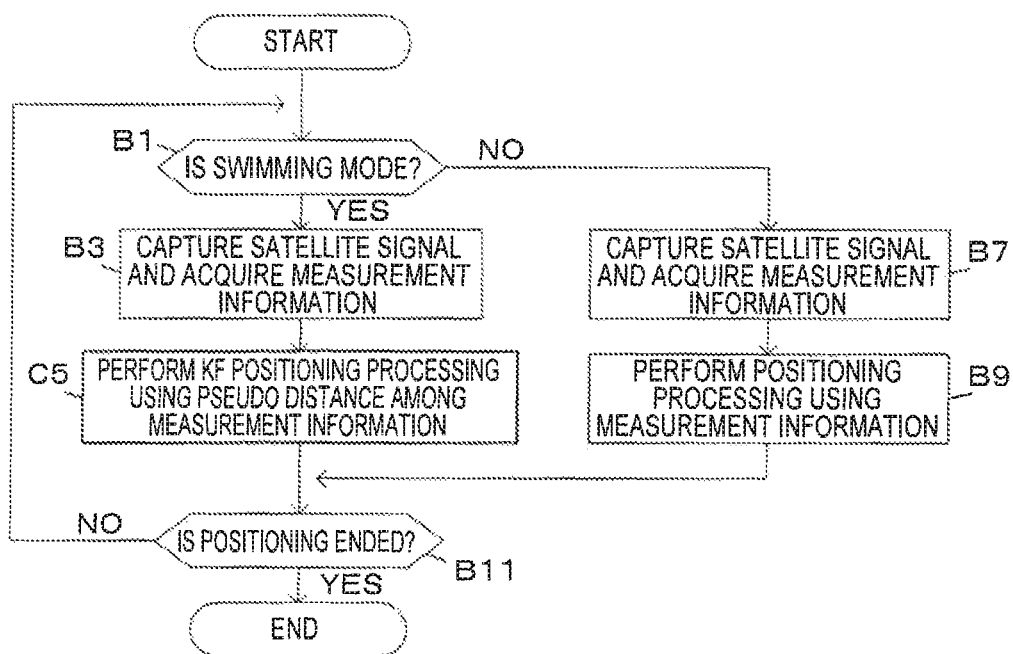 START
B1
IS SWIMMING MODE?
NO
YES
B3
CAPTURE SATELLITE SIGNAL
AND ACQUIRE MEASUREMENT
INFORMATION
CAPTURE SATELLITE SIGNAL
AND ACQUIRE MEASUREMENT
INFORMATION
B7
C5
PERFORM KF POSITIONING PROCESSING
USING PSEUDO DISTANCE AMONG
MEASUREMENT INFORMATION
PERFORM POSITIONING
PROCESSING USING
MEASUREMENT INFORMATION
B9
NO
IS POSITIONING ENDED?
B11
YES
END